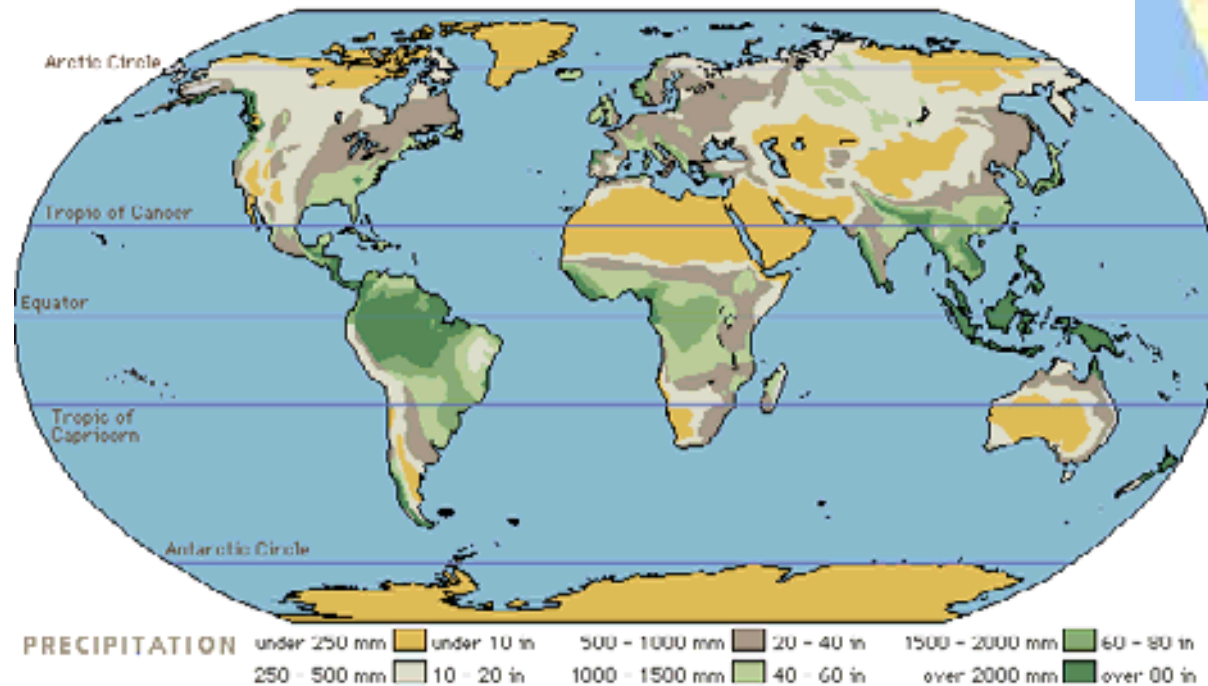 Arctic Circle
Tropic of Cancer
Equator
Tropic of
Capricorn
Antarctic Circle
PRECIPITATION
under 250 mm under 10 in
500 - 1000 mm 20 - 40 in
1500 - 2000 mm 60 - 80 in
250 - 500 mm 10 - 20 in
1000 - 1500 mm 40 - 60 in
over 2000 mm over 00 in